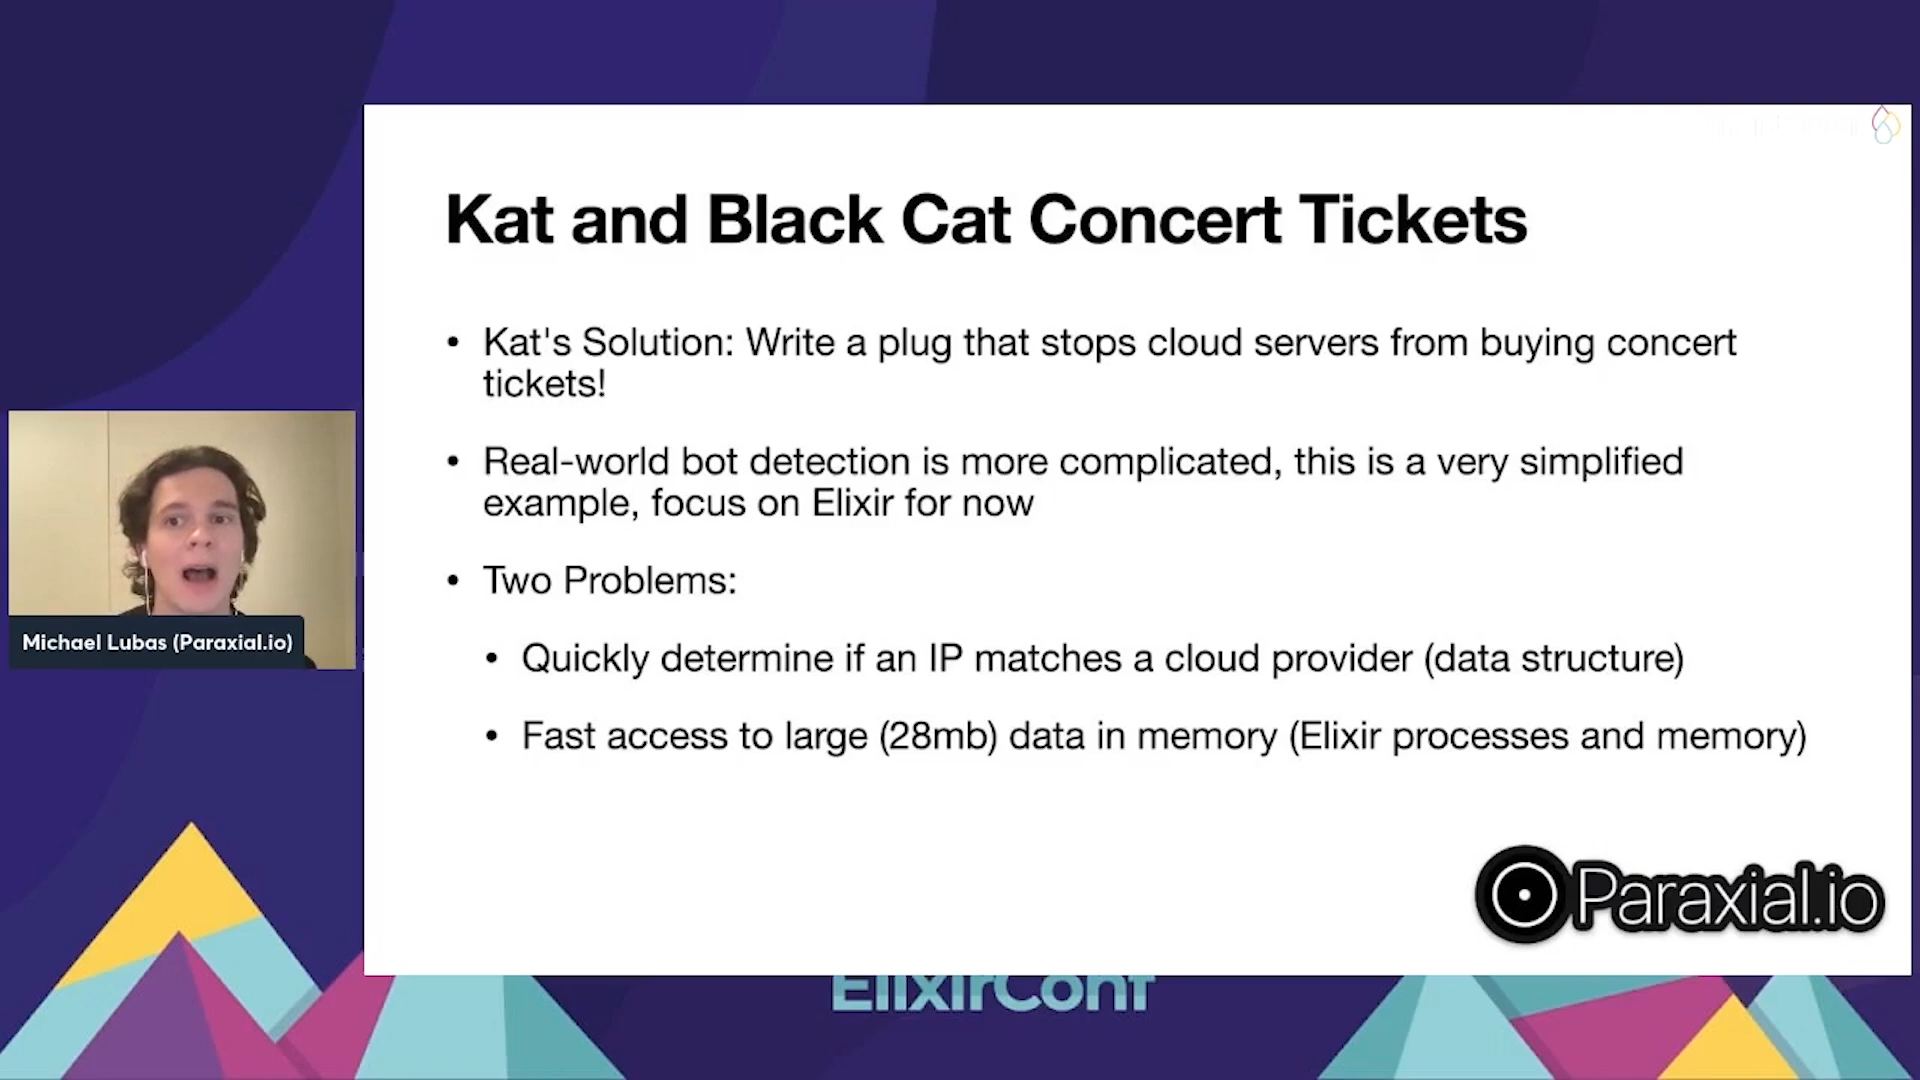 Kat and Black Cat Concert Tickets
• Kat's Solution: Write a plug that stops cloud servers from buying concert
tickets!
• Real-world bot detection is more complicated, this is a very simplified
example, focus on Elixir for now
• Two Problems:
• Quickly determine if an IP matches a cloud provider (data structure)
• Fast access to large (28mb) data in memory (Elixir processes and memory)
Michael Lubas (Paraxial.io)
Paraxial.io
ElixirConf